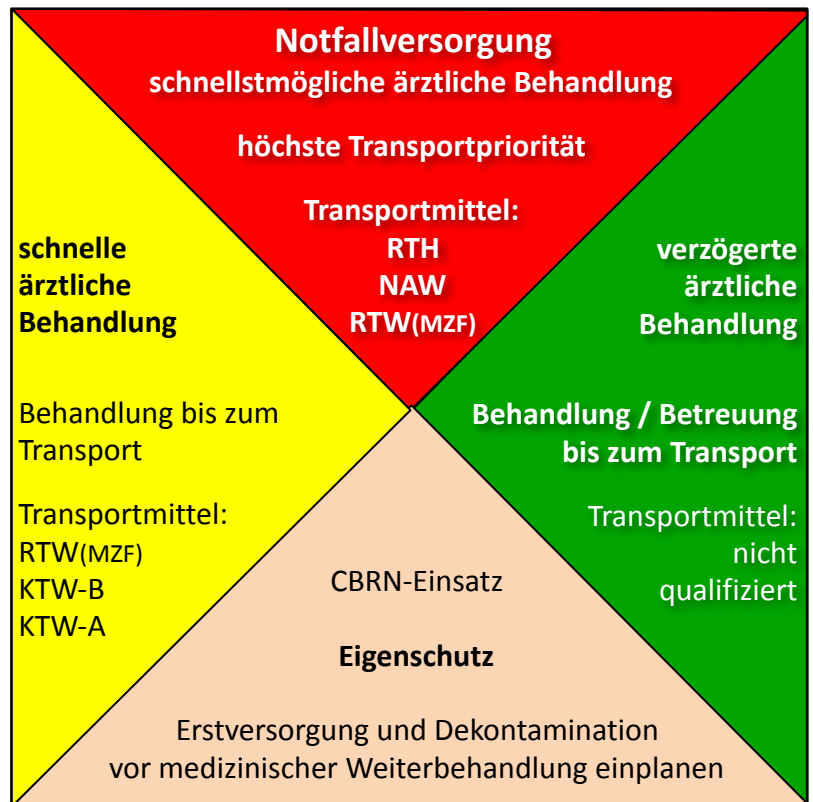 Notfallversorgung
schnellstmögliche ärztliche Behandlung
höchste Transportpriorität
Transportmittel:
RTH
NAW
RTW(MZF)
schnelle
ärztliche
Behandlung
Behandlung bis zum
Transport
Transportmittel:
RTW(MZF)
KTW-B
KTW-A
verzögerte
ärztliche
Behandlung
Behandlung / Betreuung
bis zum Transport
Transportmittel:
nicht
qualifiziert
CBRN-Einsatz
Eigenschutz
Erstversorgung und Dekontamination
vor medizinischer Weiterbehandlung einplanen